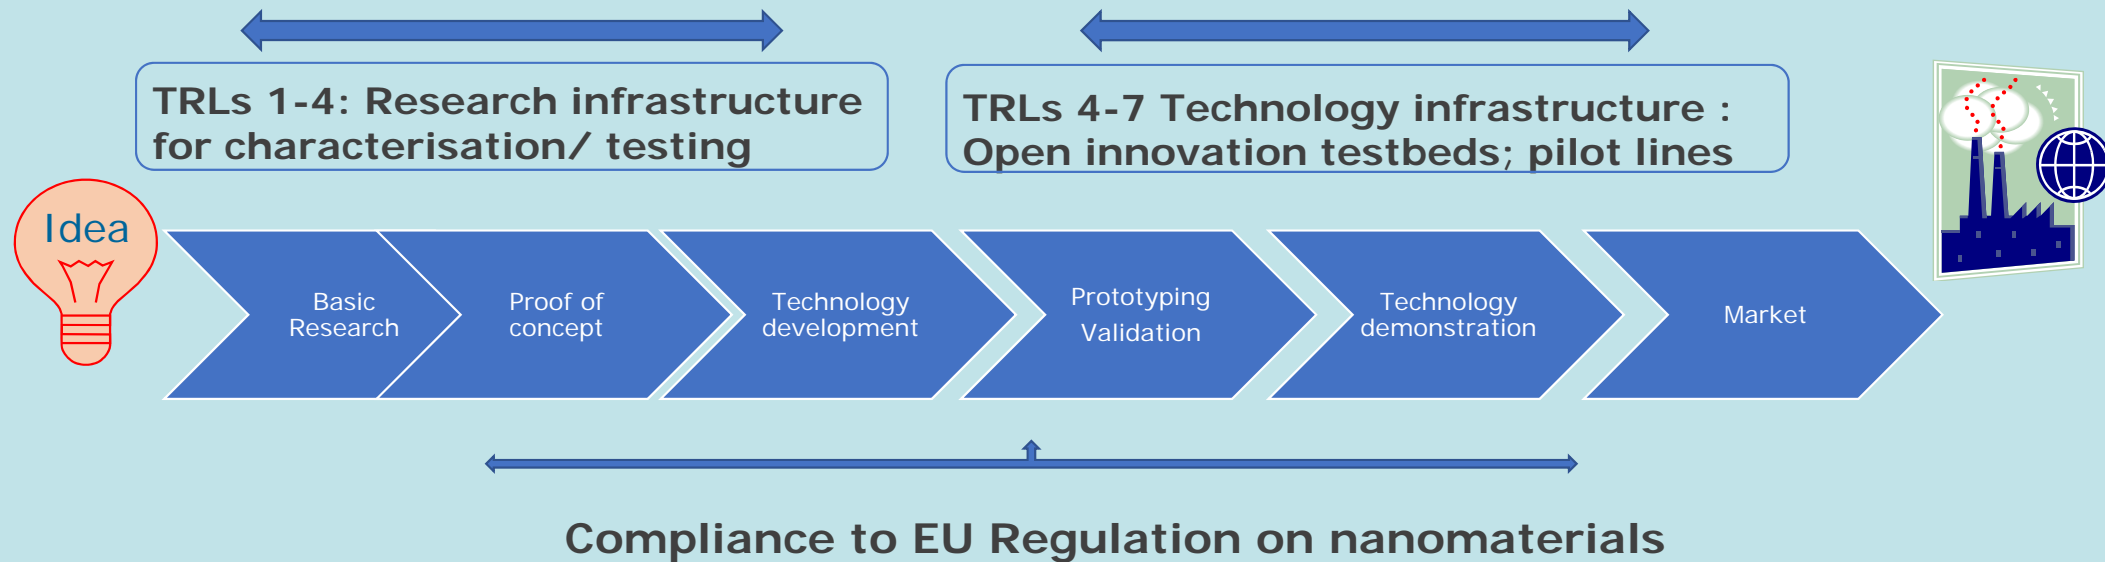 TRLs 1-4: Research infrastructure
for characterisation/ testing
TRLs 4-7 Technology infrastructure :
Open innovation testbeds; pilot lines
Idea
Basic
Research
Proof of
concept
Technology
development
Prototyping
Validation
Technology
demonstration
Market
Compliance to EU Regulation on nanomaterials